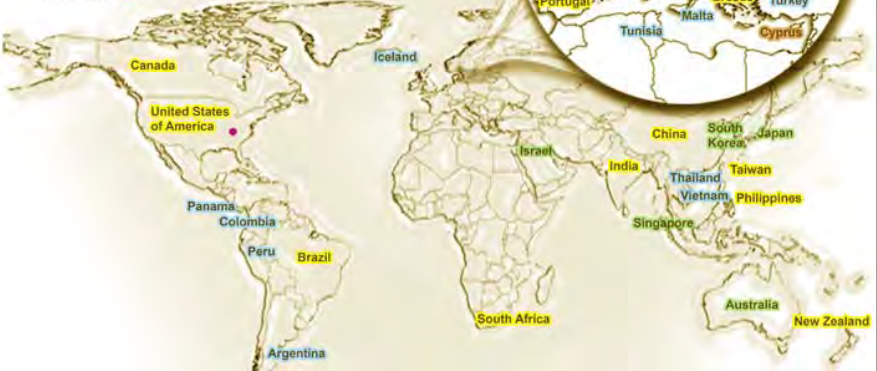 Portugal
Turkey
Malta
Tunisia
Cyprus
Iceland
Canada
United States
of America
China
South
Korea
Japan
Israel
India
Taiwan
Thailand
Vietnam
Philippines
Panama
Colombia
Singapore
Peru
Brazil
Australia
South Africa
New Zealand
Argentina